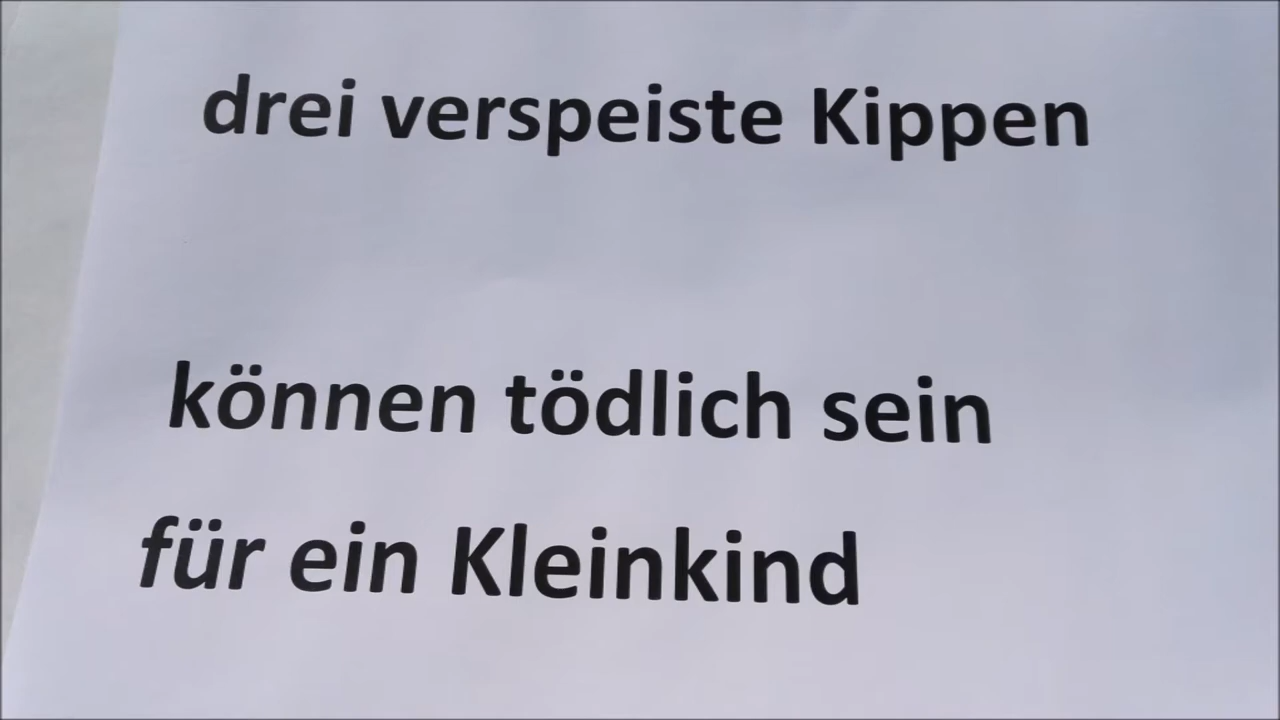 drei verspeiste Kippen
können tödlich sein
für ein Kleinkind